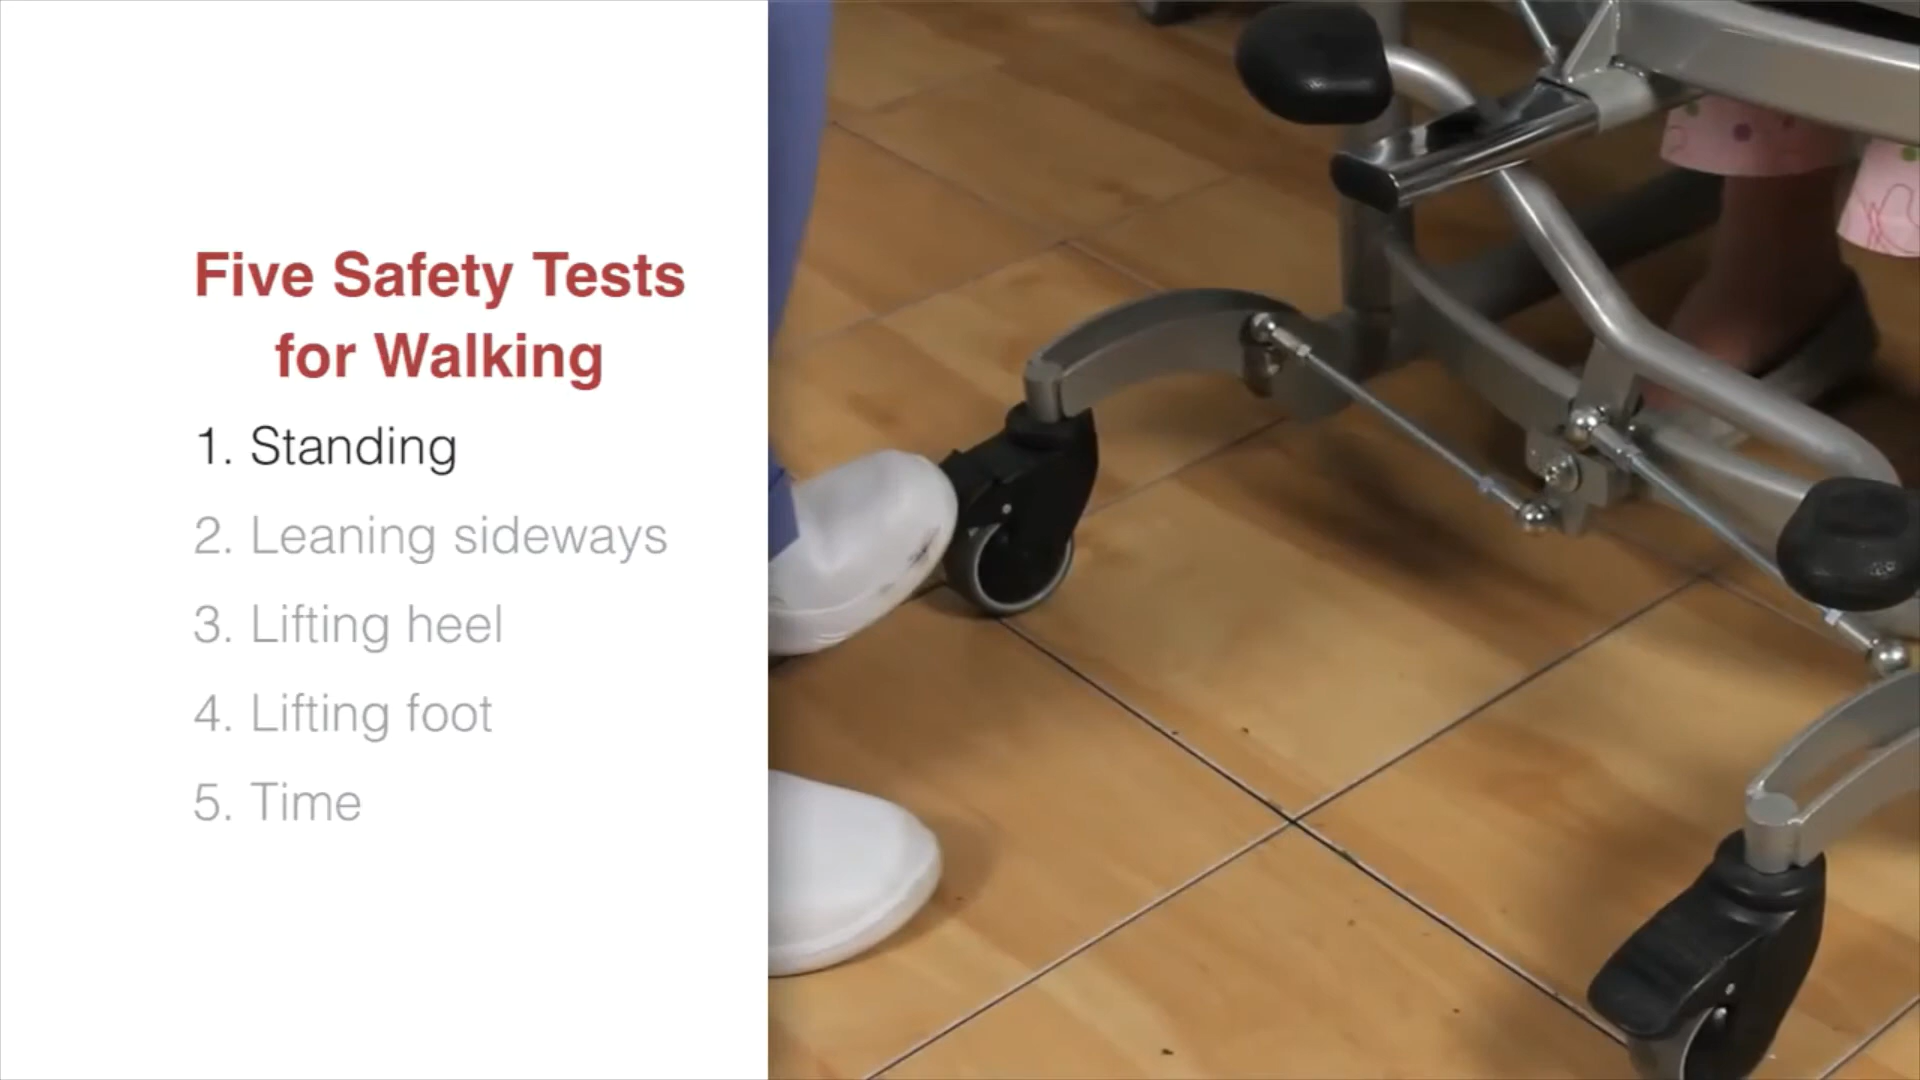 Five Safety Tests
for Walking
1. Standing
2. Leaning sideways
3. Lifting heel
4. Lifting foot
5. Time